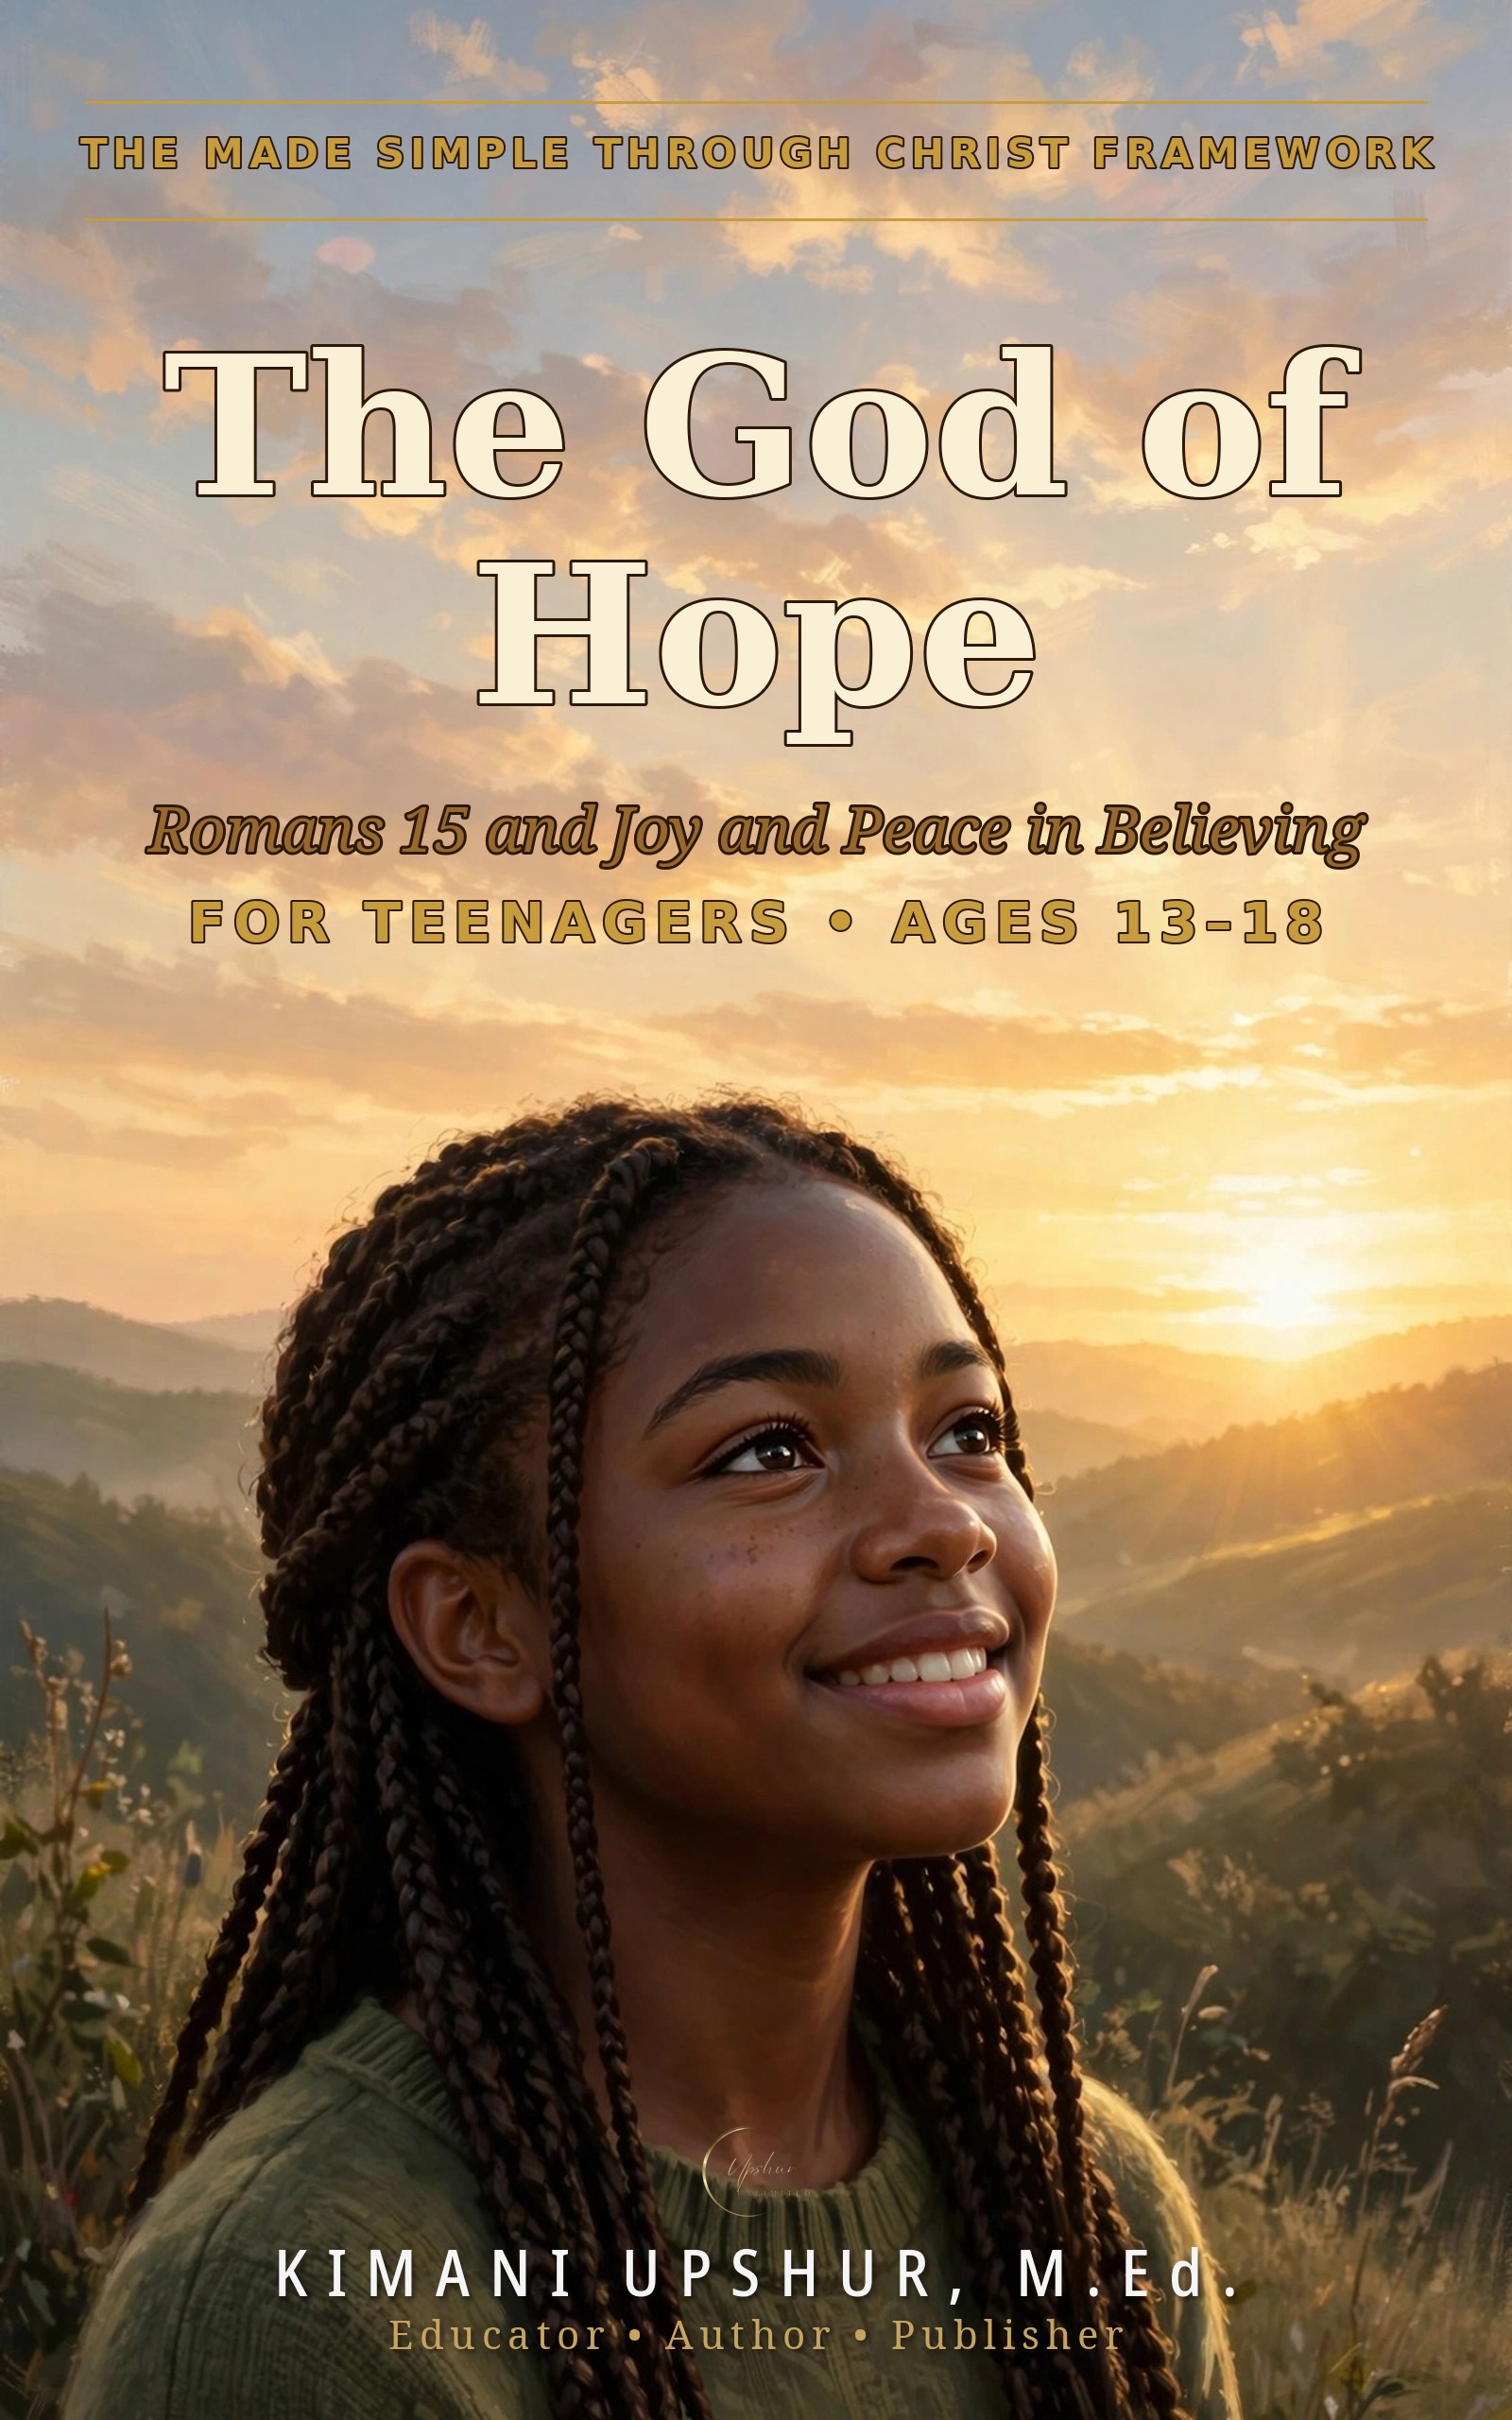 THE MADE SIMPLE THROUGH CHRIST FRAMEWORK
The God of
Hope
Romans 15 and Joy and Peace in Believing
FOR TEENAGERS • AGES 13–18
Upshur
KIMANI UPSHUR, M.Ed.
Educator • Author • Publisher